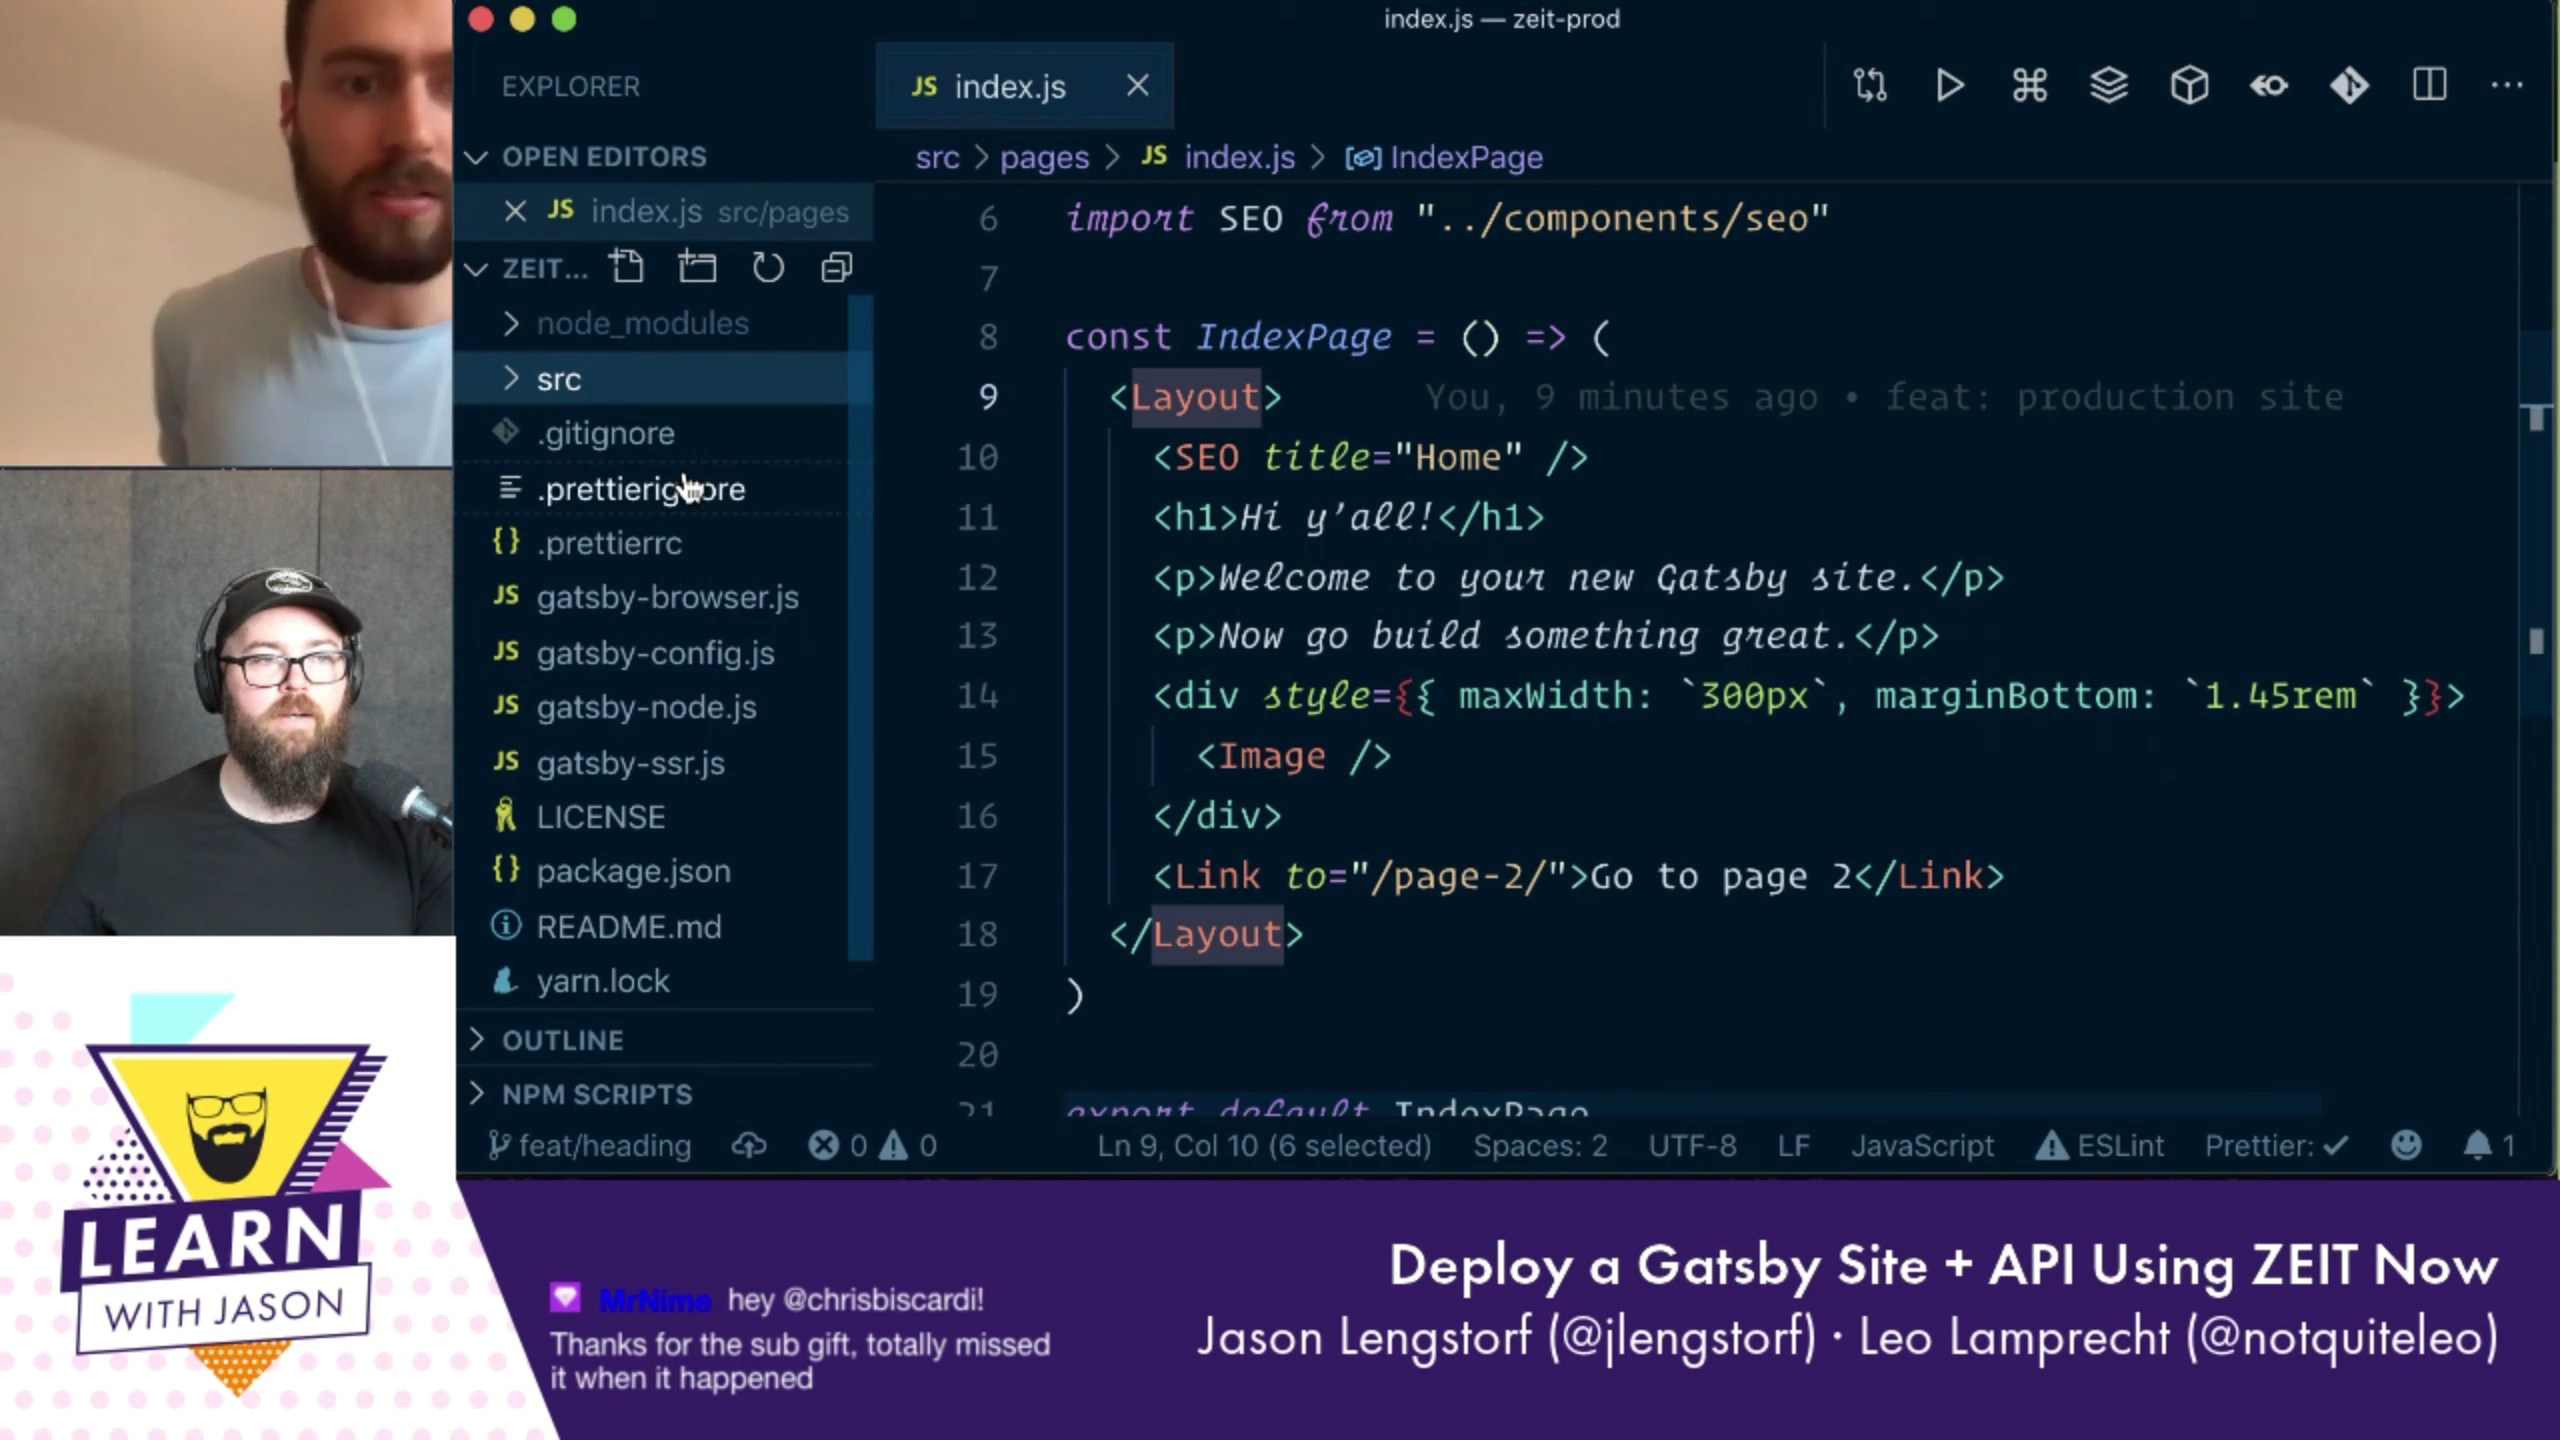 index.js — zeit-prod
EXPLORER
OPEN EDITORS
JS index.js src/pages
ZEIT...
node_modules
src
.gitignore
.prettierrc
JS gatsby-browser.js
JS gatsby-config.js
JS gatsby-node.js
JS gatsby-ssr.js
LICENSE
{} package.json
README.md
yarn.lock
OUTLINE
NPM SCRIPTS
JS index.js
src > pages > JS index.js > IndexPage
6 import SEO from "../components/seo"
7
8 const IndexPage = () => (
9 <Layout> You, 9 minutes ago • feat: production site
10 <SEO title="Home" />
11 <h1>Hi y’all!</h1>
12 <p>Welcome to your new Gatsby site.</p>
13 <p>Now go build something great.</p>
14 <div style={{ maxWidth: `300px`, marginBottom: `1.45rem` }}>
15 <Image />
16 </div>
17 <Link to="/page-2/">Go to page 2</Link>
18 </Layout>
19 )
20
21 export default IndexPage
feat/heading 0 0 Ln 9, Col 10 (6 selected) Spaces: 2 UTF-8 LF JavaScript ESLint Prettier: ✓ 1
LEARN
WITH JASON
MrNime hey @chrisbiscardi!
Thanks for the sub gift, totally missed
it when it happened
Deploy a Gatsby Site + API Using ZEIT Now
Jason Lengstorf (@jlengstorf) · Leo Lamprecht (@notquiteleo)